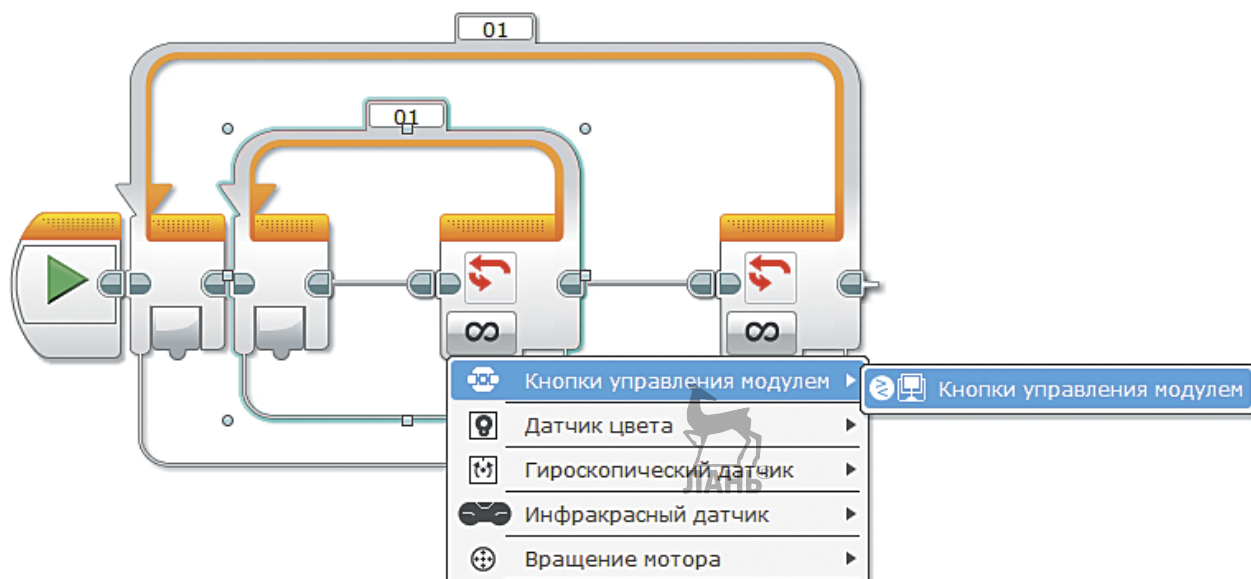 01
01
Кнопки управления модулем
Кнопки управления модулем
Датчик цвета
Гироскопический датчик
ЛАНЬ®
Инфракрасный датчик
Вращение мотора